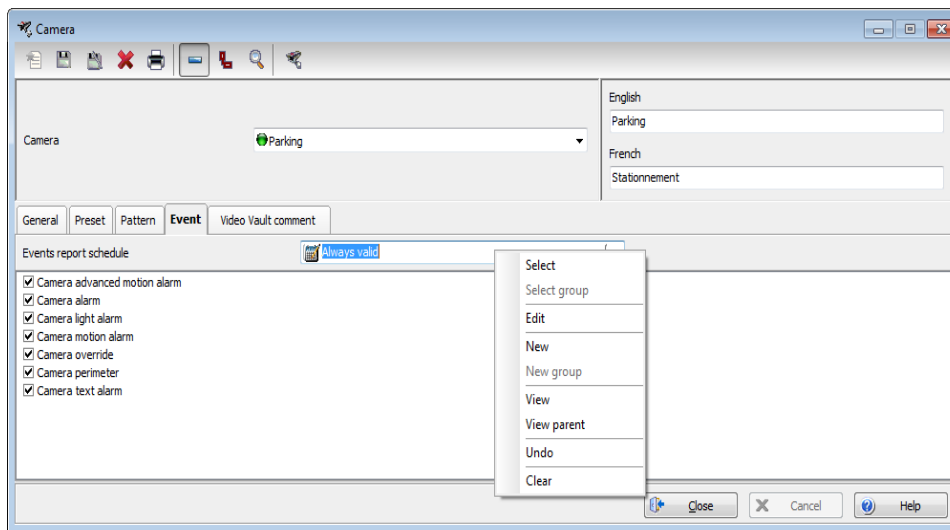 Camera
English
Parking
Camera
Parking
French
Stationnement
General
Preset
Pattern
Event
Video Vault comment
Events report schedule
Always valid
Camera advanced motion alarm
Camera alarm
Camera light alarm
Camera motion alarm
Camera override
Camera perimeter
Camera text alarm
Select
Select group
Edit
New
New group
View
View parent
Undo
Clear
Close
Cancel
Help